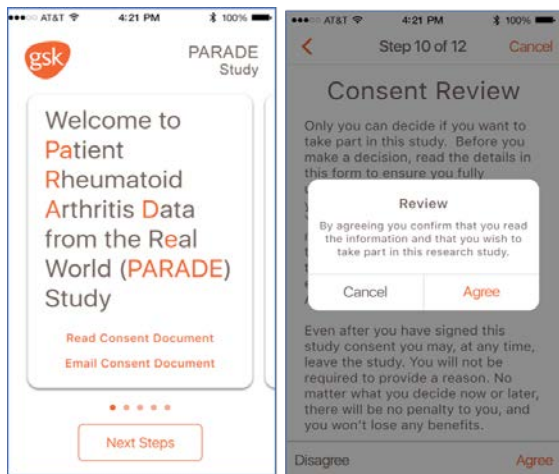 AT&T 4:21 PM 100%
gsk
PARADE
Study
Welcome to
Patient
Rheumatoid
Arthritis Data
from the Real
World (PARADE)
Study
Read Consent Document
Email Consent Document
Next Steps
AT&T 4:21 PM 100%
Step 10 of 12 Cancel
Consent Review
Only you can decide if you want to
take part in this study. Before you
make a decision, read the details in
this form to ensure you fully
Review
By agreeing you confirm that you read
the information and that you wish to
take part in this research study.
Cancel Agree
Even after you have signed this
study consent you may, at any time,
leave the study. You will not be
required to provide a reason. No
matter what you decide now or later,
there will be no penalty to you, and
you won't lose any benefits.
Disagree Agree